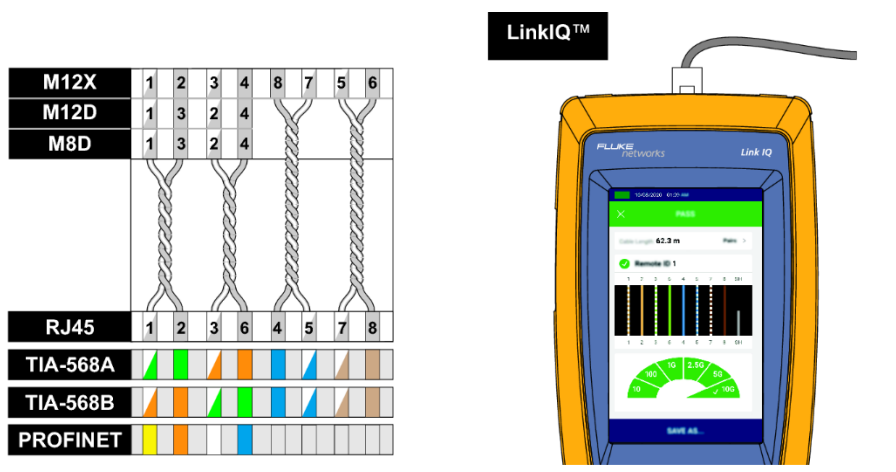 LinkIQ™
M12X 1 2 3 4 8 7 5 6
M12D 1 3 2 4
M8D 1 3 2 4
RJ45 1 2 3 6 4 5 7 8
TIA-568A
TIA-568B
PROFINET
FLUKE
networks
Link IQ
PASS
Cable Length 62.3 m Pairs >
Remote ID 1
1 2 3 6 4 5 7 8 SH
1 2 3 6 4 5 7 8 SH
10 100 1G 2.5G 5G 10G
SAVE AS...